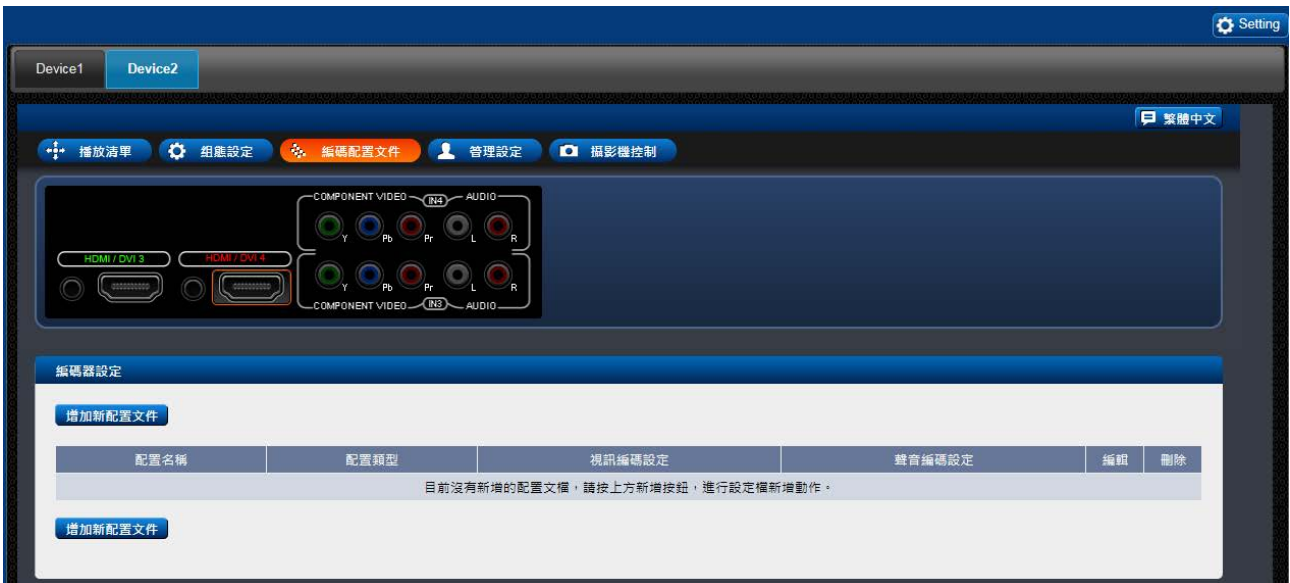 Setting
Device1 Device2
繁體中文
播放清單 組態設定 編碼配置文件 管理設定 攝影機控制
COMPONENT VIDEO IN4 AUDIO
Y Pb Pr L R
HDMI / DVI 3 HDMI / DVI 4
Y Pb Pr L R
COMPONENT VIDEO IN3 AUDIO
編碼器設定
增加新配置文件
配置名稱 配置類型 視訊編碼設定 聲音編碼設定 編輯 刪除
目前沒有新增的配置文檔,請按上方新增按鈕,進行設定檔新增動作。
增加新配置文件